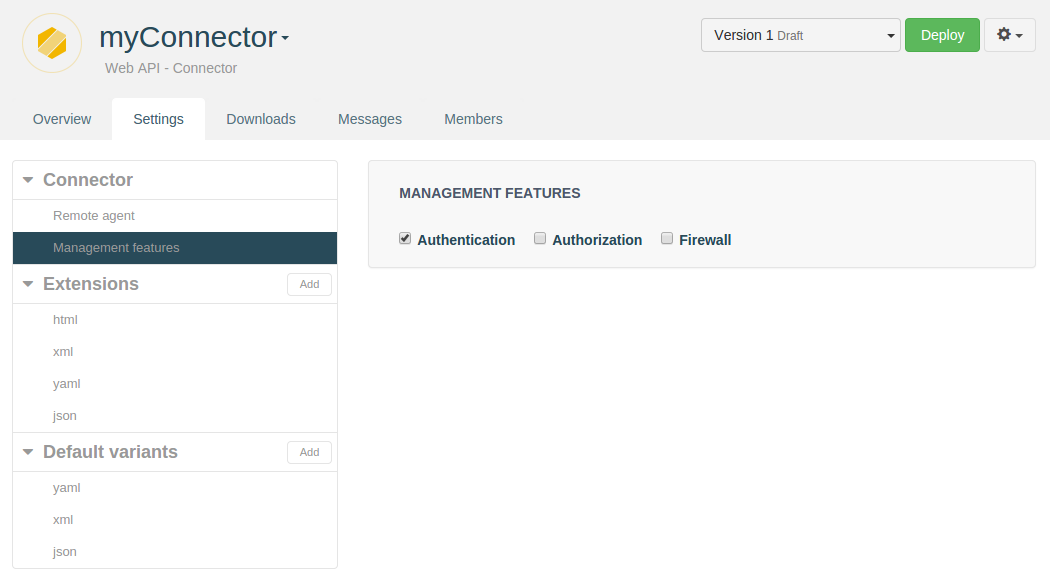 myConnector
Web API - Connector
Version 1 Draft
Deploy
Overview
Settings
Downloads
Messages
Members
Connector
Remote agent
Management features
Extensions
Add
html
xml
yaml
json
Default variants
Add
yaml
xml
json
MANAGEMENT FEATURES
Authentication
Authorization
Firewall